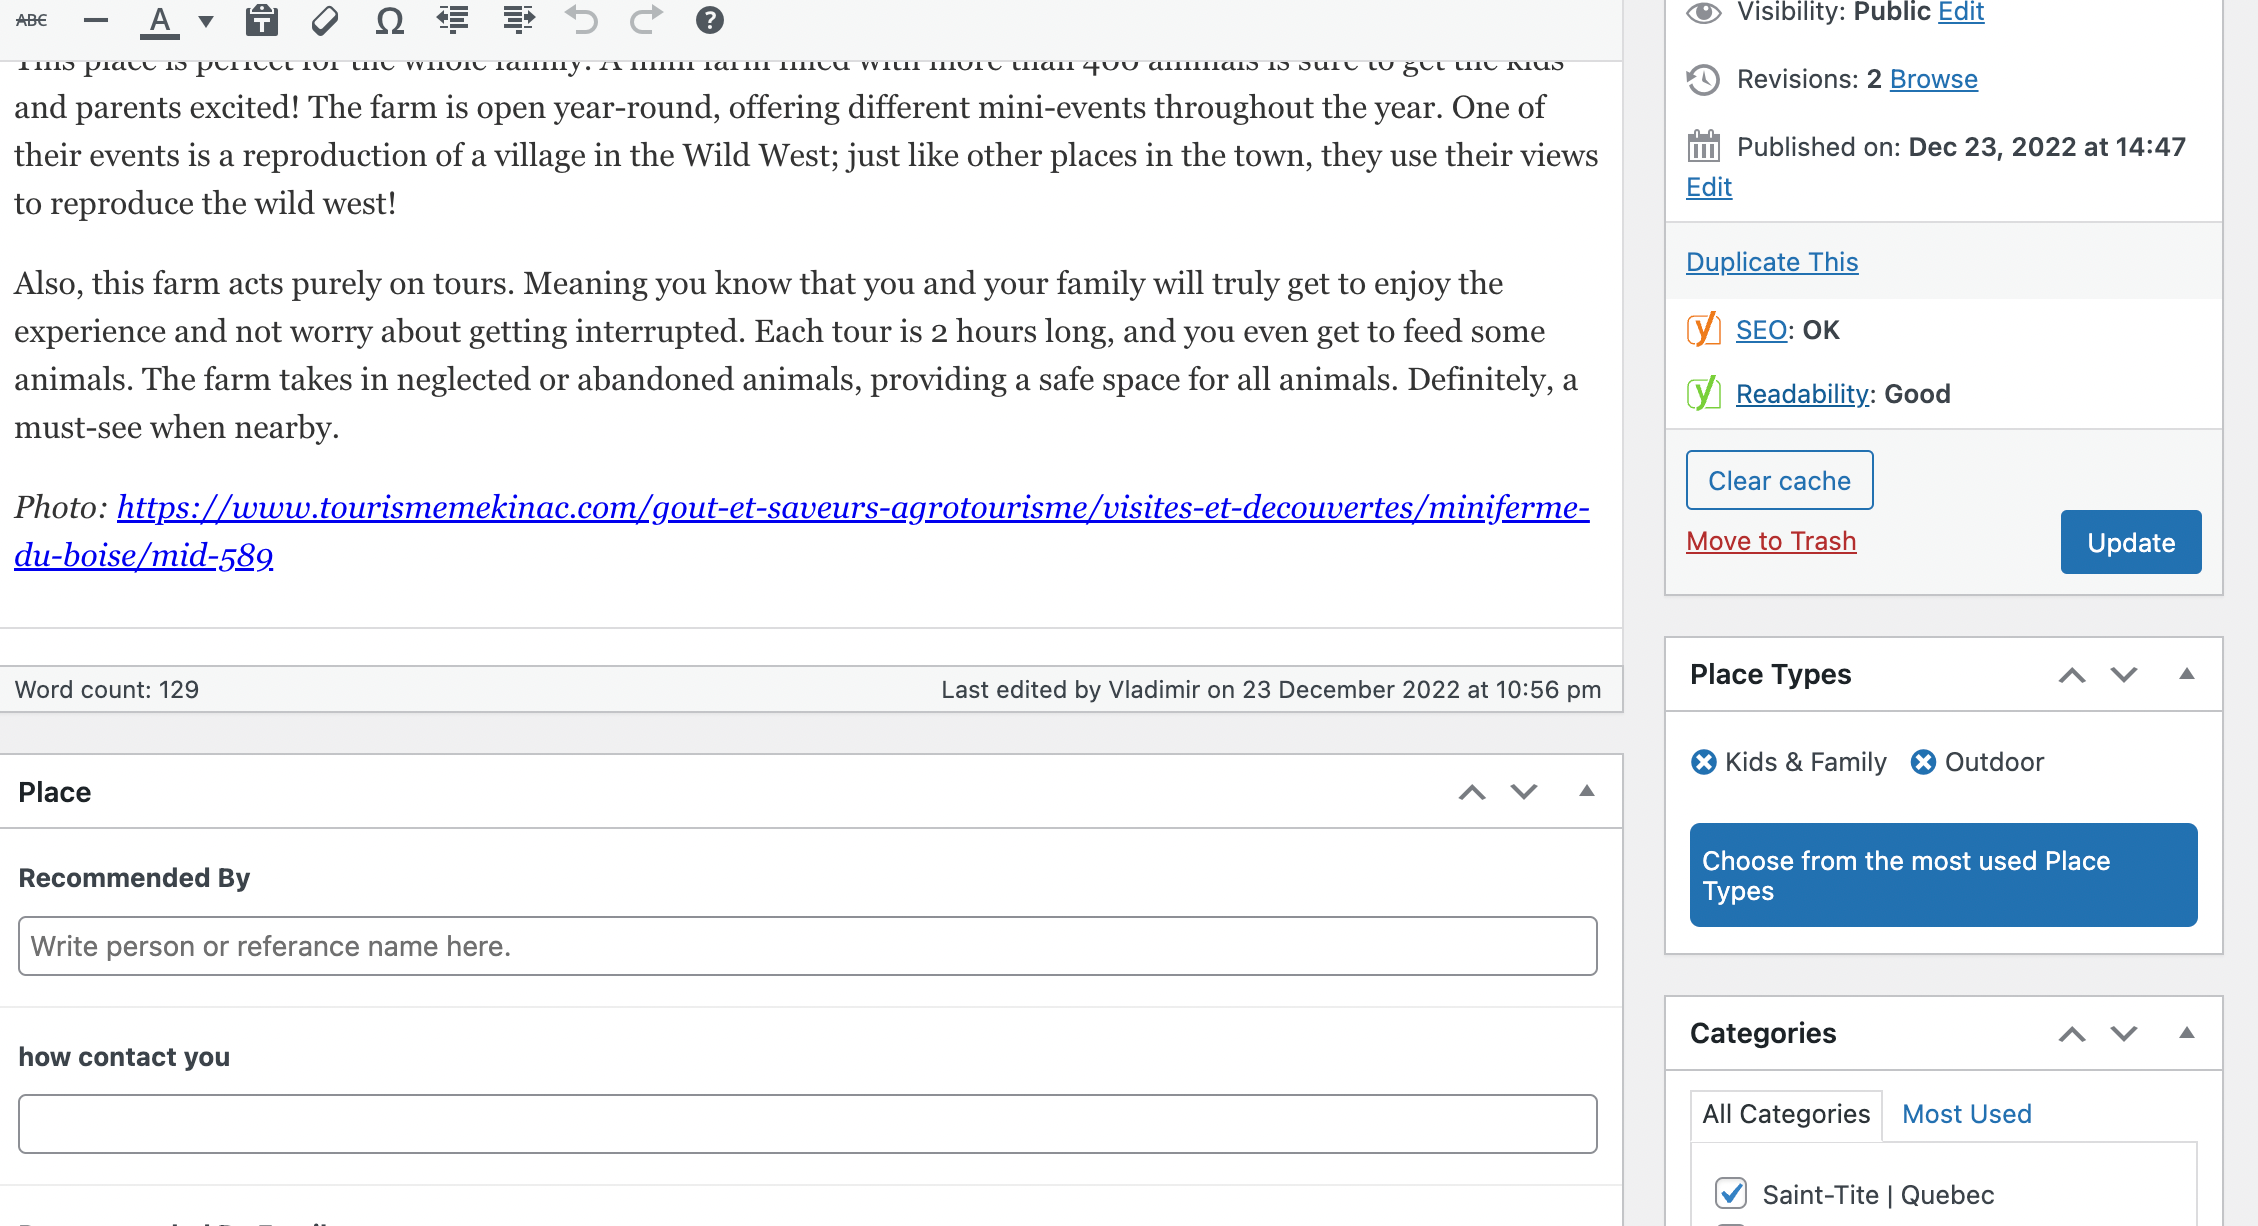 ABC
This place is perfect for the whole family. A mini farm filled with more than 400 animals is sure to get the kids
and parents excited! The farm is open year-round, offering different mini-events throughout the year. One of
their events is a reproduction of a village in the Wild West; just like other places in the town, they use their views
to reproduce the wild west!
Also, this farm acts purely on tours. Meaning you know that you and your family will truly get to enjoy the
experience and not worry about getting interrupted. Each tour is 2 hours long, and you even get to feed some
animals. The farm takes in neglected or abandoned animals, providing a safe space for all animals. Definitely, a
must-see when nearby.
Photo: https://www.tourismemekinac.com/gout-et-saveurs-agrotourisme/visites-et-decouvertes/miniferme-
du-boise/mid-589
Word count: 129
Last edited by Vladimir on 23 December 2022 at 10:56 pm
Place
Recommended By
Write person or referance name here.
how contact you
Visibility: Public Edit
Revisions: 2 Browse
Published on: Dec 23, 2022 at 14:47
Edit
Duplicate This
SEO: OK
Readability: Good
Clear cache
Move to Trash
Update
Place Types
Kids & Family
Outdoor
Choose from the most used Place
Types
Categories
All Categories
Most Used
Saint-Tite | Quebec